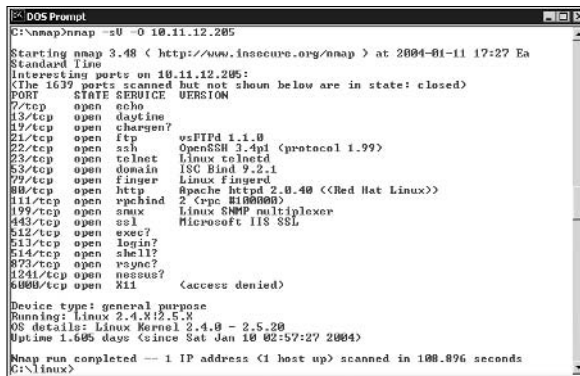 DOS Prompt
C:\nmap>nmap -sV -O 10.11.12.205
Starting nmap 3.48 ( http://www.insecure.org/nmap ) at 2004-01-11 17:27 Ea
Standard Time
Interesting ports on 10.11.12.205:
(The 1639 ports scanned but not shown below are in state: closed)
PORT STATE SERVICE VERSION
7/tcp open echo
13/tcp open daytime
19/tcp open chargen?
21/tcp open ftp vsFTPd 1.1.0
22/tcp open ssh OpenSSH 3.4p1 (protocol 1.99)
23/tcp open telnet Linux telnetd
53/tcp open domain ISC Bind 9.2.1
79/tcp open finger Linux fingerd
80/tcp open http Apache httpd 2.0.40 ((Red Hat Linux))
111/tcp open rpcbind 2 (rpc #100000)
199/tcp open smux Linux SNMP multiplexer
443/tcp open ssl Microsoft IIS SSL
512/tcp open exec?
513/tcp open login?
514/tcp open shell?
873/tcp open rsync?
1241/tcp open nessus?
6000/tcp open X11 (access denied)
Device type: general purpose
Running: Linux 2.4.X|2.5.X
OS details: Linux Kernel 2.4.0 - 2.5.20
Uptime 1.605 days (since Sat Jan 10 02:57:27 2004)
Nmap run completed -- 1 IP address (1 host up) scanned in 108.896 seconds
C:\linux>